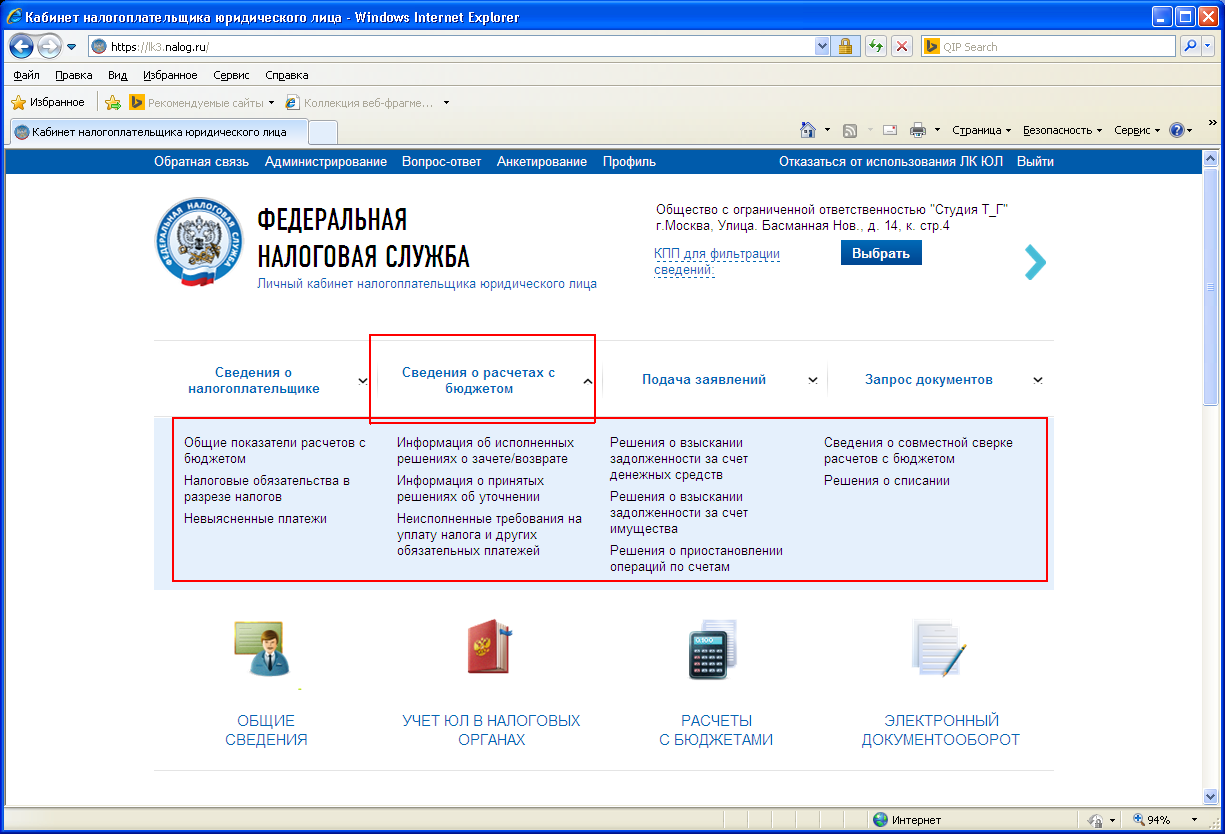 Кабинет налогоплательщика юридического лица - Windows Internet Explorer
https://lk3.nalog.ru/
QIP Search
Файл Правка Вид Избранное Сервис Справка
Избранное Рекомендуемые сайты Коллекция веб-фрагме...
Кабинет налогоплательщика юридического лица
Страница Безопасность Сервис
Обратная связь Администрирование Вопрос-ответ Анкетирование Профиль Отказаться от использования ЛК ЮЛ Выйти
ФЕДЕРАЛЬНАЯ НАЛОГОВАЯ СЛУЖБА
ФЕДЕРАЛЬНАЯ
НАЛОГОВАЯ СЛУЖБА
Личный кабинет налогоплательщика юридического лица
Общество с ограниченной ответственностью "Студия Т_Г"
г.Москва, Улица. Басманная Нов., д. 14, к. стр.4
КПП для фильтрации
сведений:
Выбрать
Сведения о
налогоплательщике
Сведения о расчетах с
бюджетом
Подача заявлений
Запрос документов
Общие показатели расчетов с
бюджетом
Налоговые обязательства в
разрезе налогов
Невыясненные платежи
Информация об исполненных
решениях о зачете/возврате
Информация о принятых
решениях об уточнении
Неисполненные требования на
уплату налога и других
обязательных платежей
Решения о взыскании
задолженности за счет
денежных средств
Решения о взыскании
задолженности за счет
имущества
Решения о приостановлении
операций по счетам
Сведения о совместной сверке
расчетов с бюджетом
Решения о списании
ОБЩИЕ
СВЕДЕНИЯ
УЧЕТ ЮЛ В НАЛОГОВЫХ
ОРГАНАХ
РАСЧЕТЫ
С БЮДЖЕТАМИ
ЭЛЕКТРОННЫЙ
ДОКУМЕНТООБОРОТ
Интернет
94%